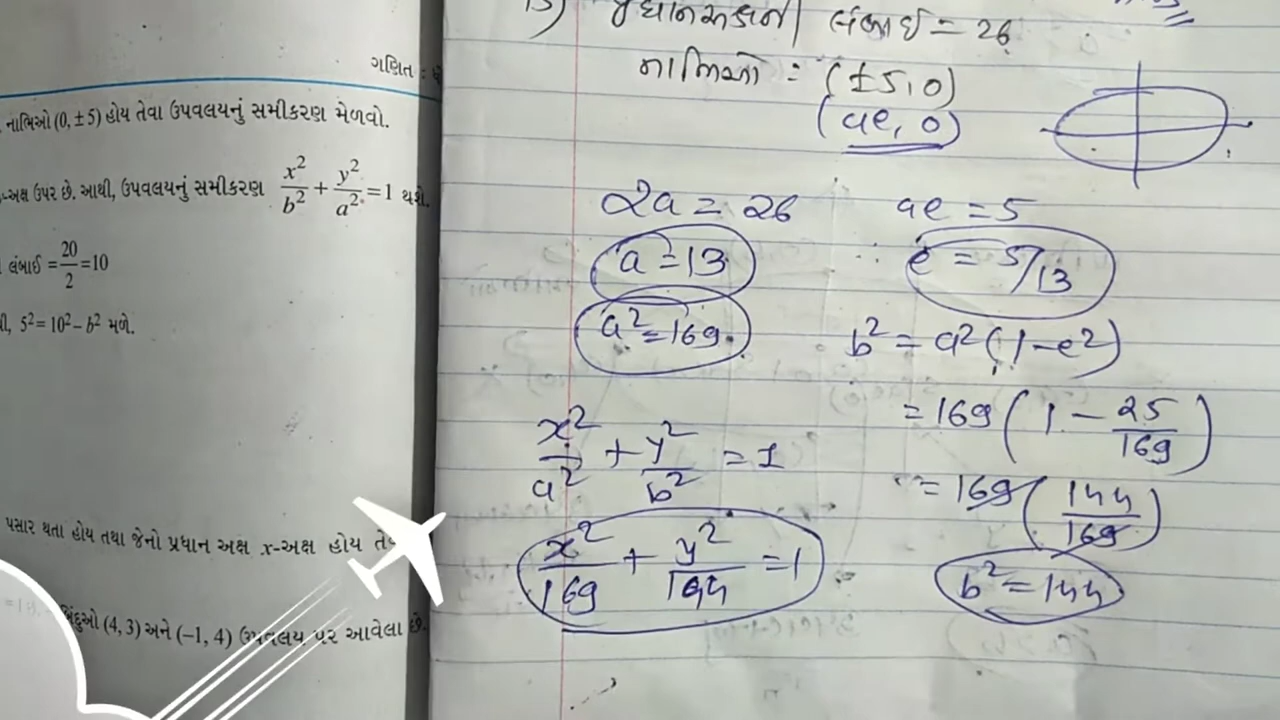 ગણિત :
નાભિઓ (0, ± 5) હોય તેવા ઉપવલયનું સમીકરણ મેળવો.
-અક્ષ ઉપર છે. આથી, ઉપવલયનું સમીકરણ x²/b² + y²/a² = 1 થશે.
લંબાઈ = 20/2 = 10
5² = 10² – b² મળે.
પસાર થતા હોય તથા જેનો પ્રધાન અક્ષ x-અક્ષ હોય
(4, 3) અને (–1, 4) ઉપવલય પર આવેલા છે.
લંબાઈ = 26
નાભિઓ : (±5, 0)
(ae, 0)
2a = 26
a = 13
a² = 169
x²/a² + y²/b² = 1
x²/169 + y²/144 = 1
ae = 5
∴ e = 5/13
b² = a² (1 – e²)
= 169 (1 – 25/169)
= 169 (144/169)
b² = 144